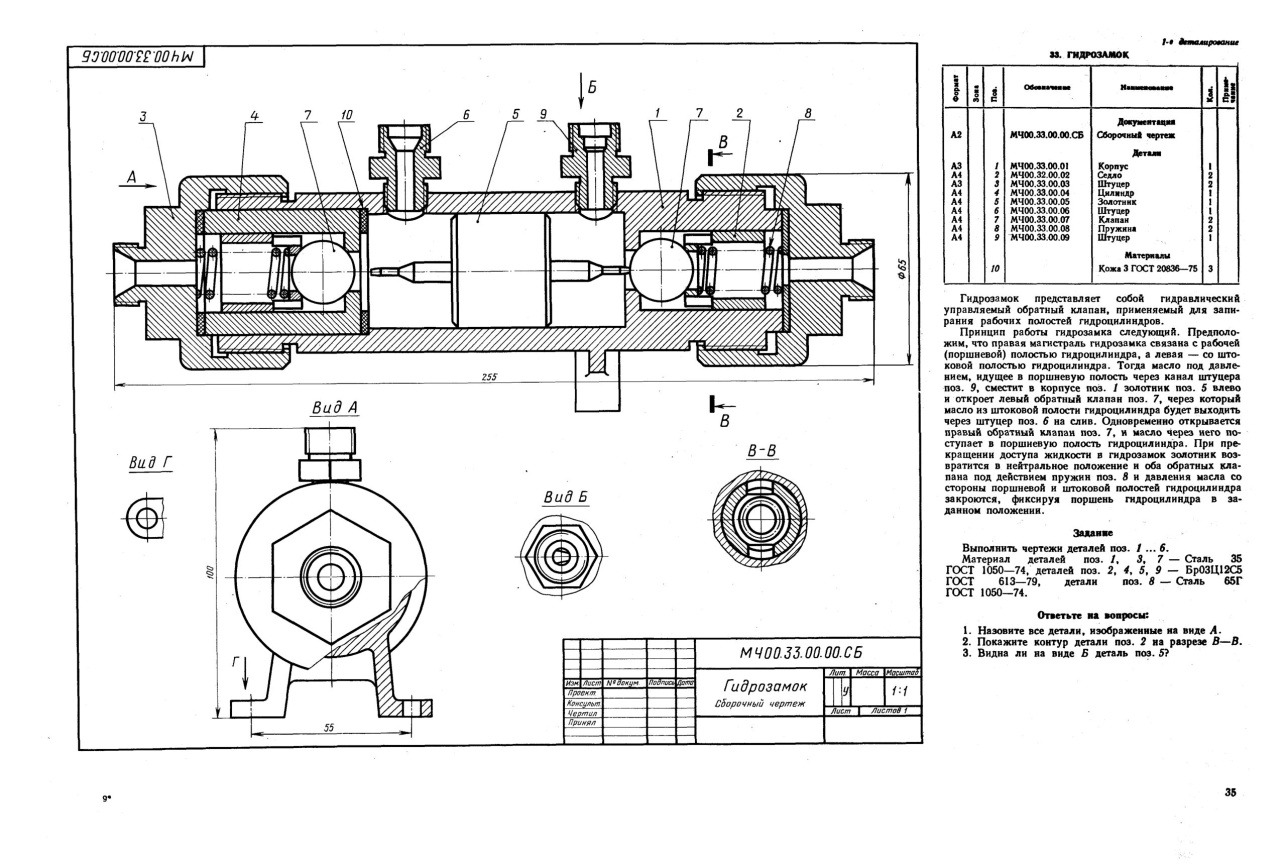 МЧ00.33.00.00.СБ
3
4
7
10
6
5
9
Б
1
7
2
8
В
А
ϕ65
255
В
Вид А
Вид Г
Вид Б
В-В
100
Г
55
МЧ00.33.00.00.СБ
Гидрозамок
Сборочный чертеж
Лит.
Масса
Масштаб
У
1:1
Лист
Листов 1
Изм. Лист № докум. Подпись Дата
Проект.
Консульт.
Чертил
Принял
9*
1-е деталирование
33. ГИДРОЗАМОК
Формат Зона Поз. Обозначение Наименование Кол. Приме-чание
Документация
А2 МЧ00.33.00.00.СБ Сборочный чертеж
Детали
А3 1 МЧ00.33.00.01 Корпус 1
А4 2 МЧ00.32.00.02 Седло 2
А3 3 МЧ00.33.00.03 Штуцер 2
А4 4 МЧ00.33.00.04 Цилиндр 1
А4 5 МЧ00.33.00.05 Золотник 1
А4 6 МЧ00.33.00.06 Штуцер 1
А4 7 МЧ00.33.00.07 Клапан 2
А4 8 МЧ00.33.00.08 Пружина 2
А4 9 МЧ00.33.00.09 Штуцер 1
Материалы
10 Кожа 3 ГОСТ 20836—75 3
Гидрозамок представляет собой гидравлический
управляемый обратный клапан, применяемый для запи-
рания рабочих полостей гидроцилиндров.
Принцип работы гидрозамка следующий. Предполо-
жим, что правая магистраль гидрозамка связана с рабочей
(поршневой) полостью гидроцилиндра, а левая — со што-
ковой полостью гидроцилиндра. Тогда масло под давле-
нием, идущее в поршневую полость через канал штуцера
поз. 9, сместит в корпусе поз. 1 золотник поз. 5 влево
и откроет левый обратный клапан поз. 7, через который
масло из штоковой полости гидроцилиндра будет выходить
через штуцер поз. 6 на слив. Одновременно открывается
правый обратный клапан поз. 7, и масло через него по-
ступает в поршневую полость гидроцилиндра. При пре-
кращении доступа жидкости в гидрозамок золотник воз-
вратится в нейтральное положение и оба обратных кла-
пана под действием пружин поз. 8 и давления масла со
стороны поршневой и штоковой полостей гидроцилиндра
закроются, фиксируя поршень гидроцилиндра в за-
данном положении.
Задание
Выполнить чертежи деталей поз. 1 ... 6.
Материал деталей поз. 1, 3, 7 — Сталь 35
ГОСТ 1050—74, деталей поз. 2, 4, 5, 9 — Бр03Ц12С5
ГОСТ 613—79, детали поз. 8 — Сталь 65Г
ГОСТ 1050—74.
Ответьте на вопросы:
1. Назовите все детали, изображенные на виде А.
2. Покажите контур детали поз. 2 на разрезе В—В.
3. Видна ли на виде Б деталь поз. 5?
35